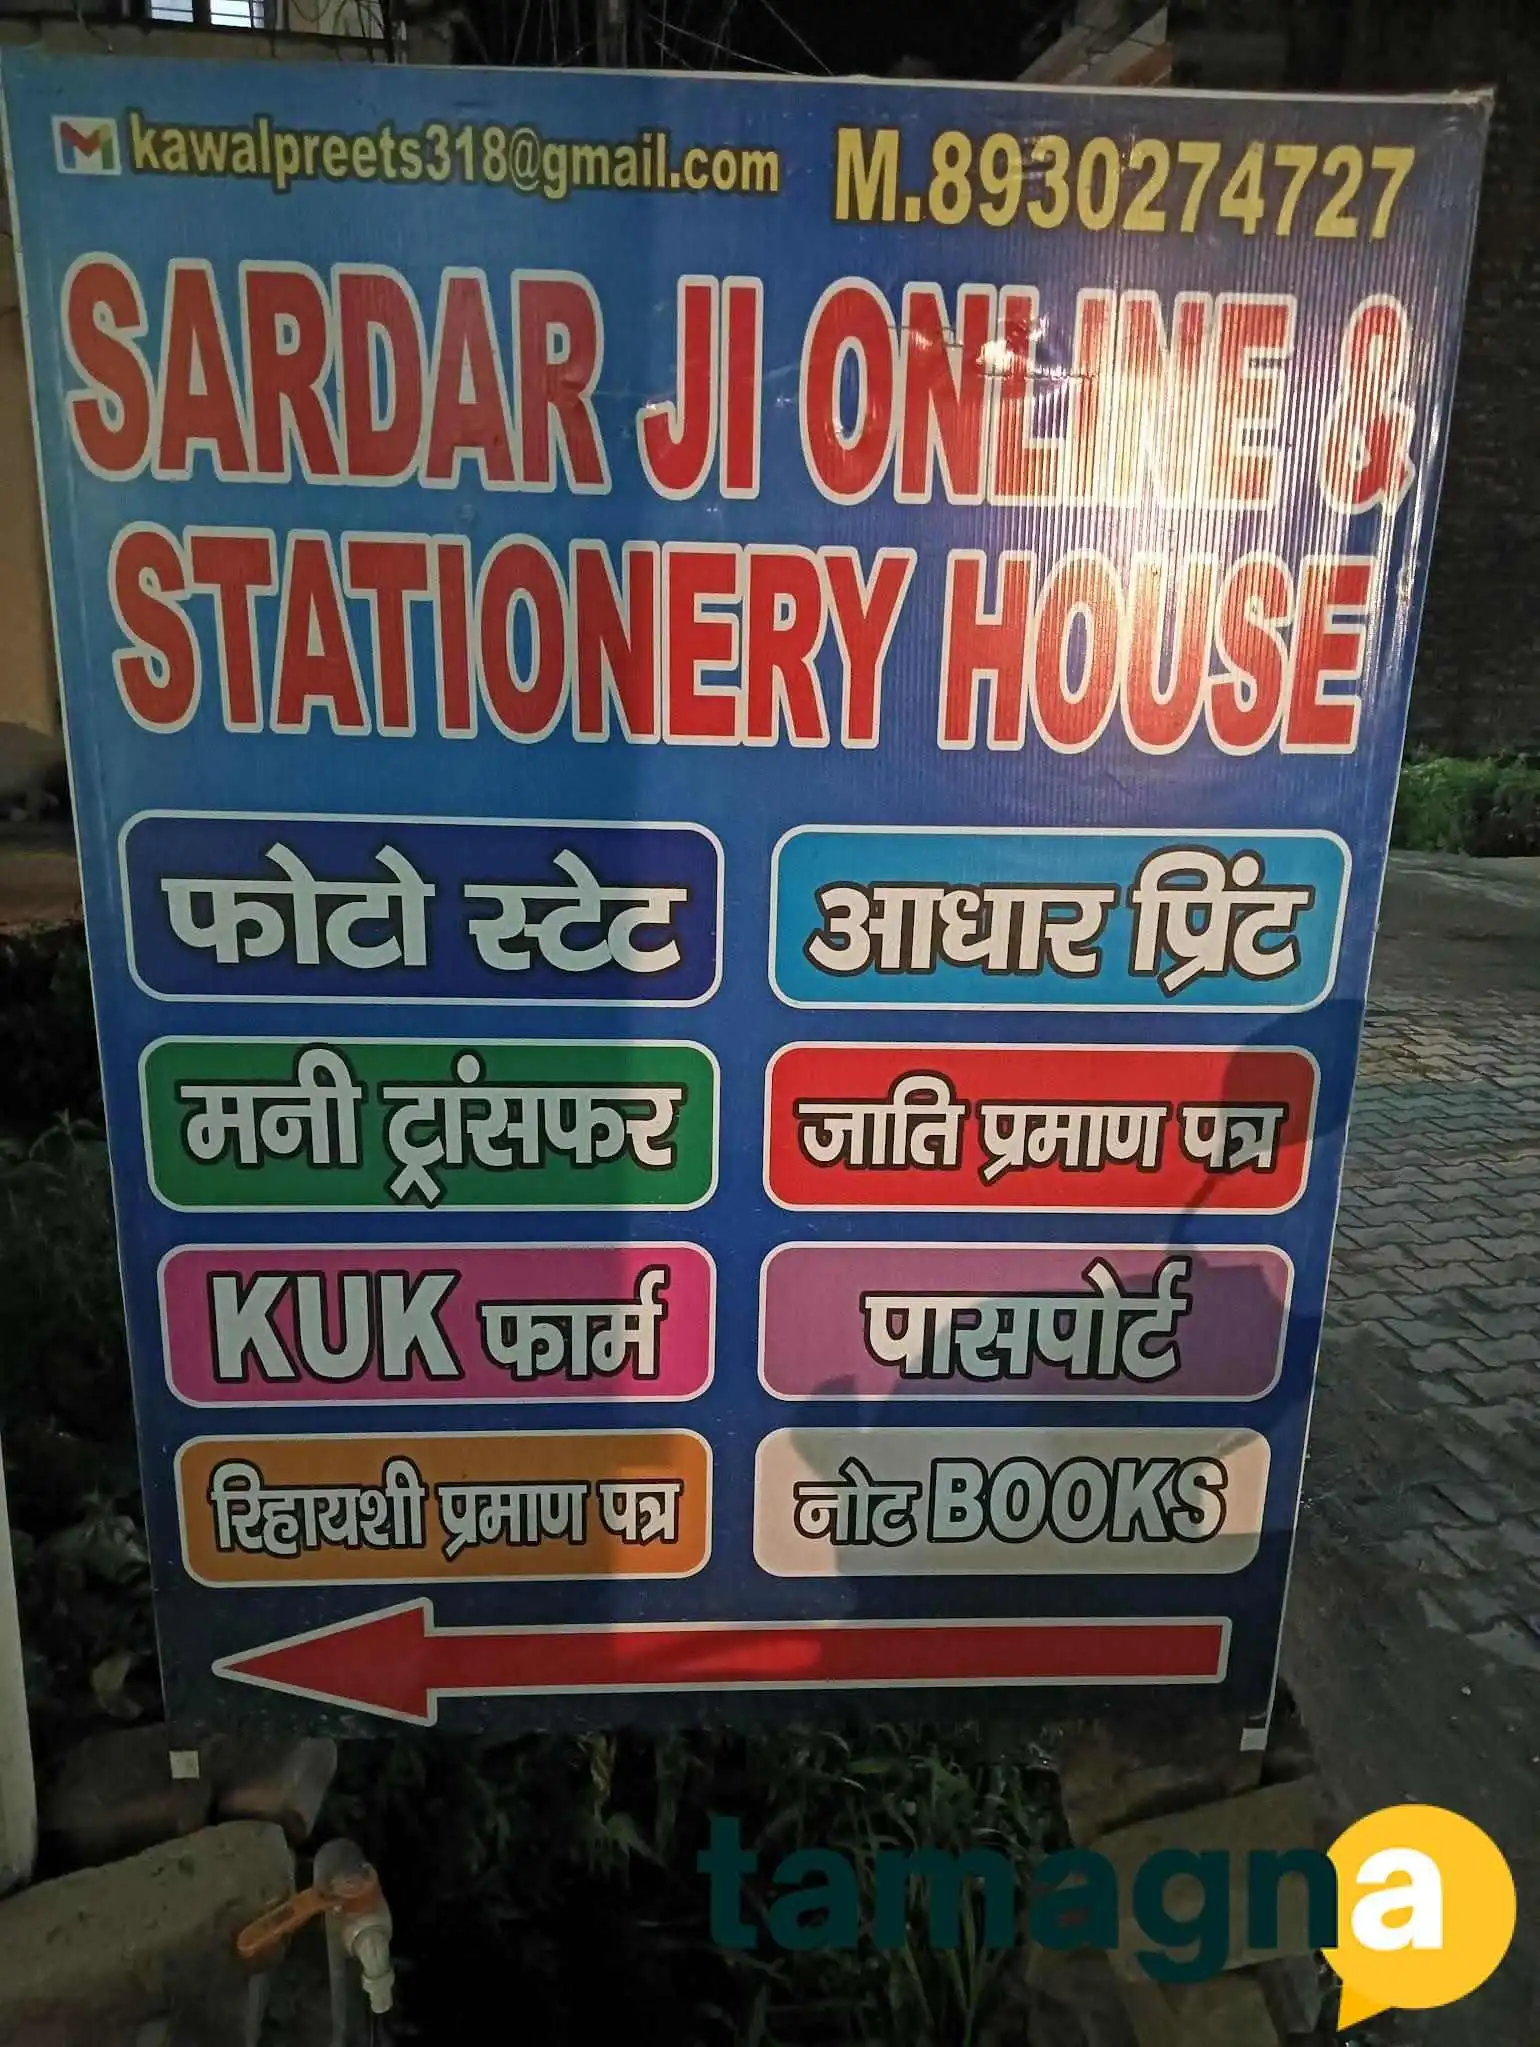 kawalpreets318@gmail.com M.8930274727
SARDAR JI ONLINE &
STATIONERY HOUSE
फोटो स्टेट
आधार प्रिंट
मनी ट्रांसफर
जाति प्रमाण पत्र
KUK फार्म
पासपोर्ट
रिहायशी प्रमाण पत्र
नोट BOOKS
tamagna